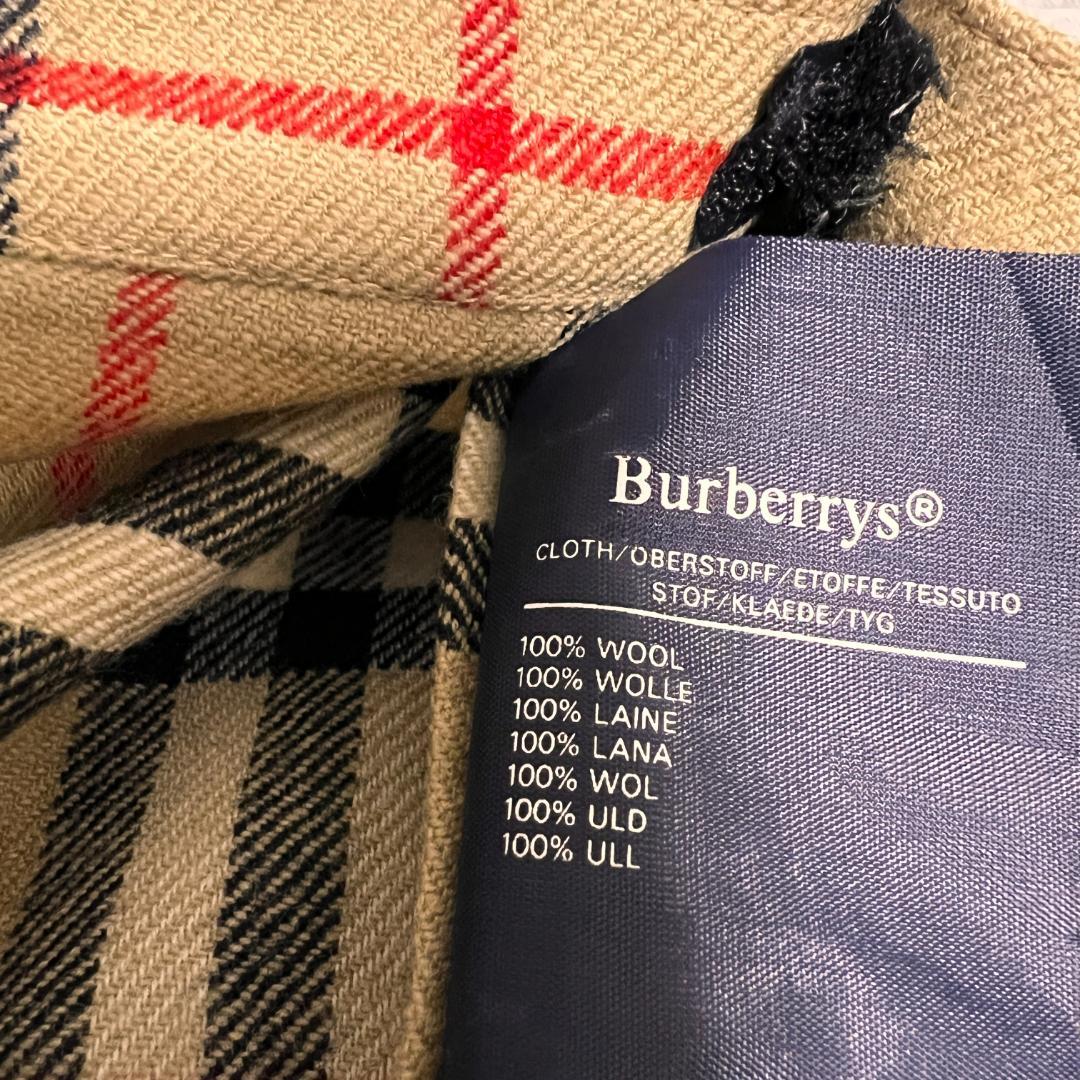 Burberrys®
CLOTH/OBERSTOFF/ETOFFE/TESSUTO
STOF/KLAEDE/TYG
100% WOOL
100% WOLLE
100% LAINE
100% LANA
100% WOL
100% ULD
100% ULL